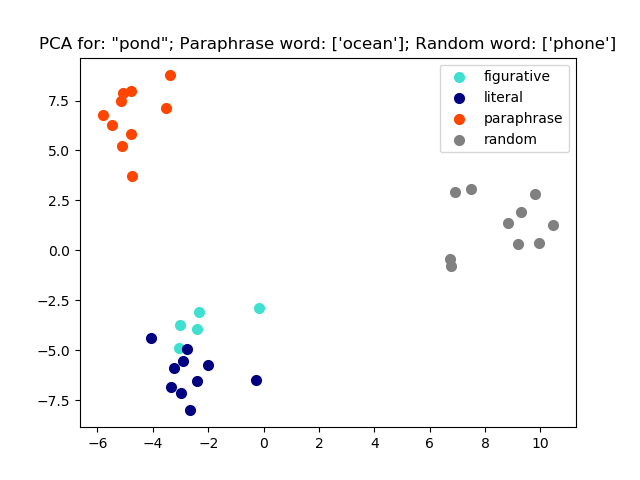 PCA for: "pond"; Paraphrase word: ['ocean']; Random word: ['phone']
figurative
literal
paraphrase
random
7.5
5.0
2.5
0.0
−2.5
−5.0
−7.5
−6 −4 −2 0 2 4 6 8 10